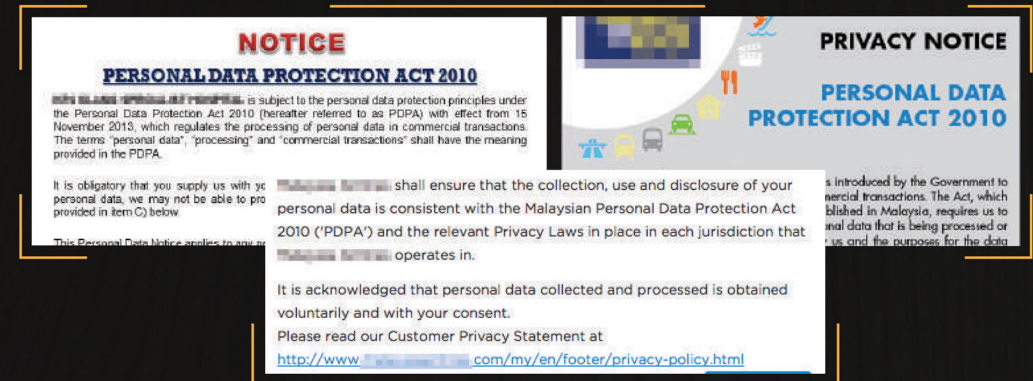 NOTICE
PERSONAL DATA PROTECTION ACT 2010
is subject to the personal data protection principles under
the Personal Data Protection Act 2010 (hereafter referred to as PDPA) with effect from 15
November 2013, which regulates the processing of personal data in commercial transactions.
The terms "personal data", "processing" and "commercial transactions" shall have the meaning
provided in the PDPA.
It is obligatory that you supply us with
personal data, we may not be able to
provided in item C) below.
This Personal Data Notice applies to any
PRIVACY NOTICE
PERSONAL DATA
PROTECTION ACT 2010
introduced by the Government to
transactions. The Act, which
in Malaysia, requires us to
data that is being processed or
us and the purposes for the data
shall ensure that the collection, use and disclosure of your
personal data is consistent with the Malaysian Personal Data Protection Act
2010 ('PDPA') and the relevant Privacy Laws in place in each jurisdiction that
operates in.
It is acknowledged that personal data collected and processed is obtained
voluntarily and with your consent.
Please read our Customer Privacy Statement at
http://www. .com/my/en/footer/privacy-policy.html